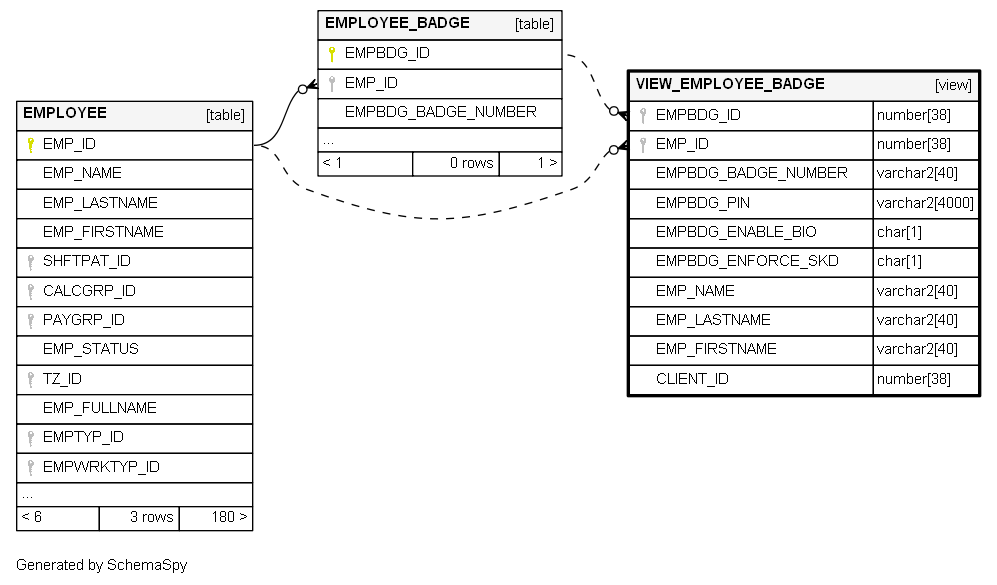 EMPLOYEE_BADGE [table]
EMPBDG_ID
EMP_ID
EMPBDG_BADGE_NUMBER
...
< 1 0 rows 1 >
EMPLOYEE [table]
EMP_ID
EMP_NAME
EMP_LASTNAME
EMP_FIRSTNAME
SHFTPAT_ID
CALCGRP_ID
PAYGRP_ID
EMP_STATUS
TZ_ID
EMP_FULLNAME
EMPTYP_ID
EMPWRKTYP_ID
...
< 6 3 rows 180 >
VIEW_EMPLOYEE_BADGE [view]
EMPBDG_ID number[38]
EMP_ID number[38]
EMPBDG_BADGE_NUMBER varchar2[40]
EMPBDG_PIN varchar2[4000]
EMPBDG_ENABLE_BIO char[1]
EMPBDG_ENFORCE_SKD char[1]
EMP_NAME varchar2[40]
EMP_LASTNAME varchar2[40]
EMP_FIRSTNAME varchar2[40]
CLIENT_ID number[38]
Generated by SchemaSpy